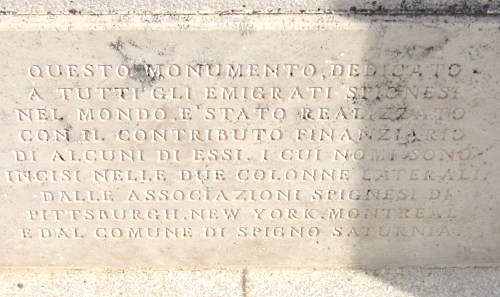 QUESTO MONUMENTO, DEDICATO
A TUTTI GLI EMIGRATI SPIGNESI
NEL MONDO, E' STATO REALIZZATO
CON IL CONTRIBUTO FINANZIARIO
DI ALCUNI DI ESSI, I CUI NOMI SONO
INCISI NELLE DUE COLONNE LATERALI,
DALLE ASSOCIAZIONI SPIGNESI DI
PITTSBURGH, NEW YORK, MONTREAL
E DAL COMUNE DI SPIGNO SATURNIA.